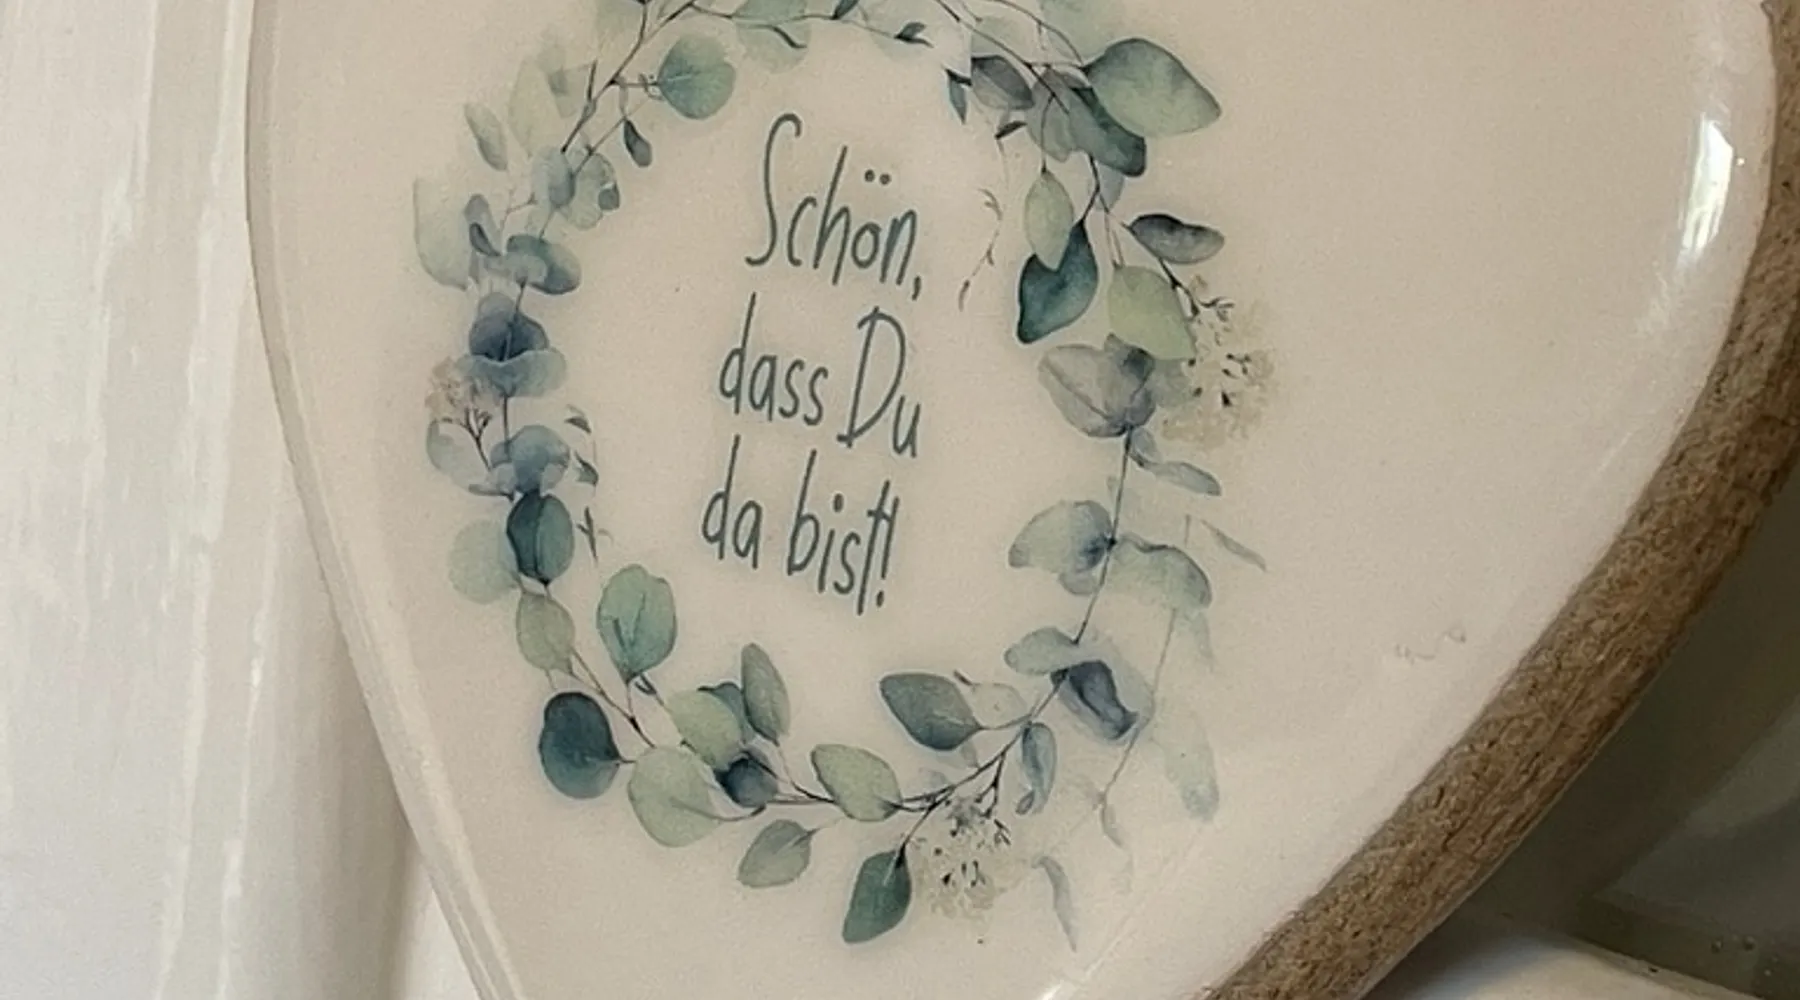 Schön,
dass Du
da bist!